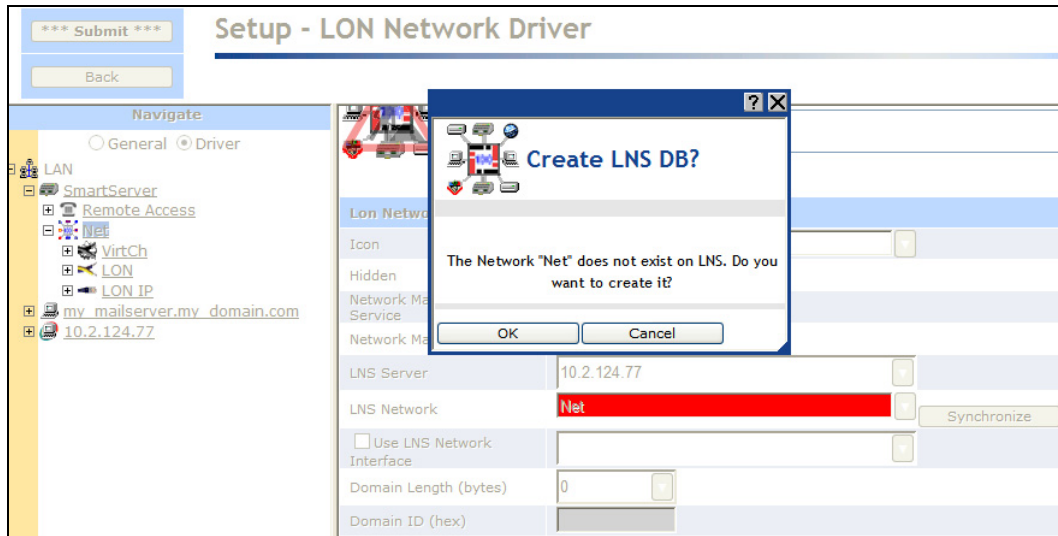 *** Submit ***
Setup - LON Network Driver
Back
Navigate
General Driver
LAN
SmartServer
Remote Access
Net
VirtCh
LON
LON IP
my_mailserver.my_domain.com
10.2.124.77
Create LNS DB?
The Network "Net" does not exist on LNS. Do you
want to create it?
OK Cancel
Lon Netwo
Icon
Hidden
Network Ma
Service
Network Ma
LNS Server 10.2.124.77
LNS Network Net Synchronize
Use LNS Network
Interface
Domain Length (bytes) 0
Domain ID (hex)